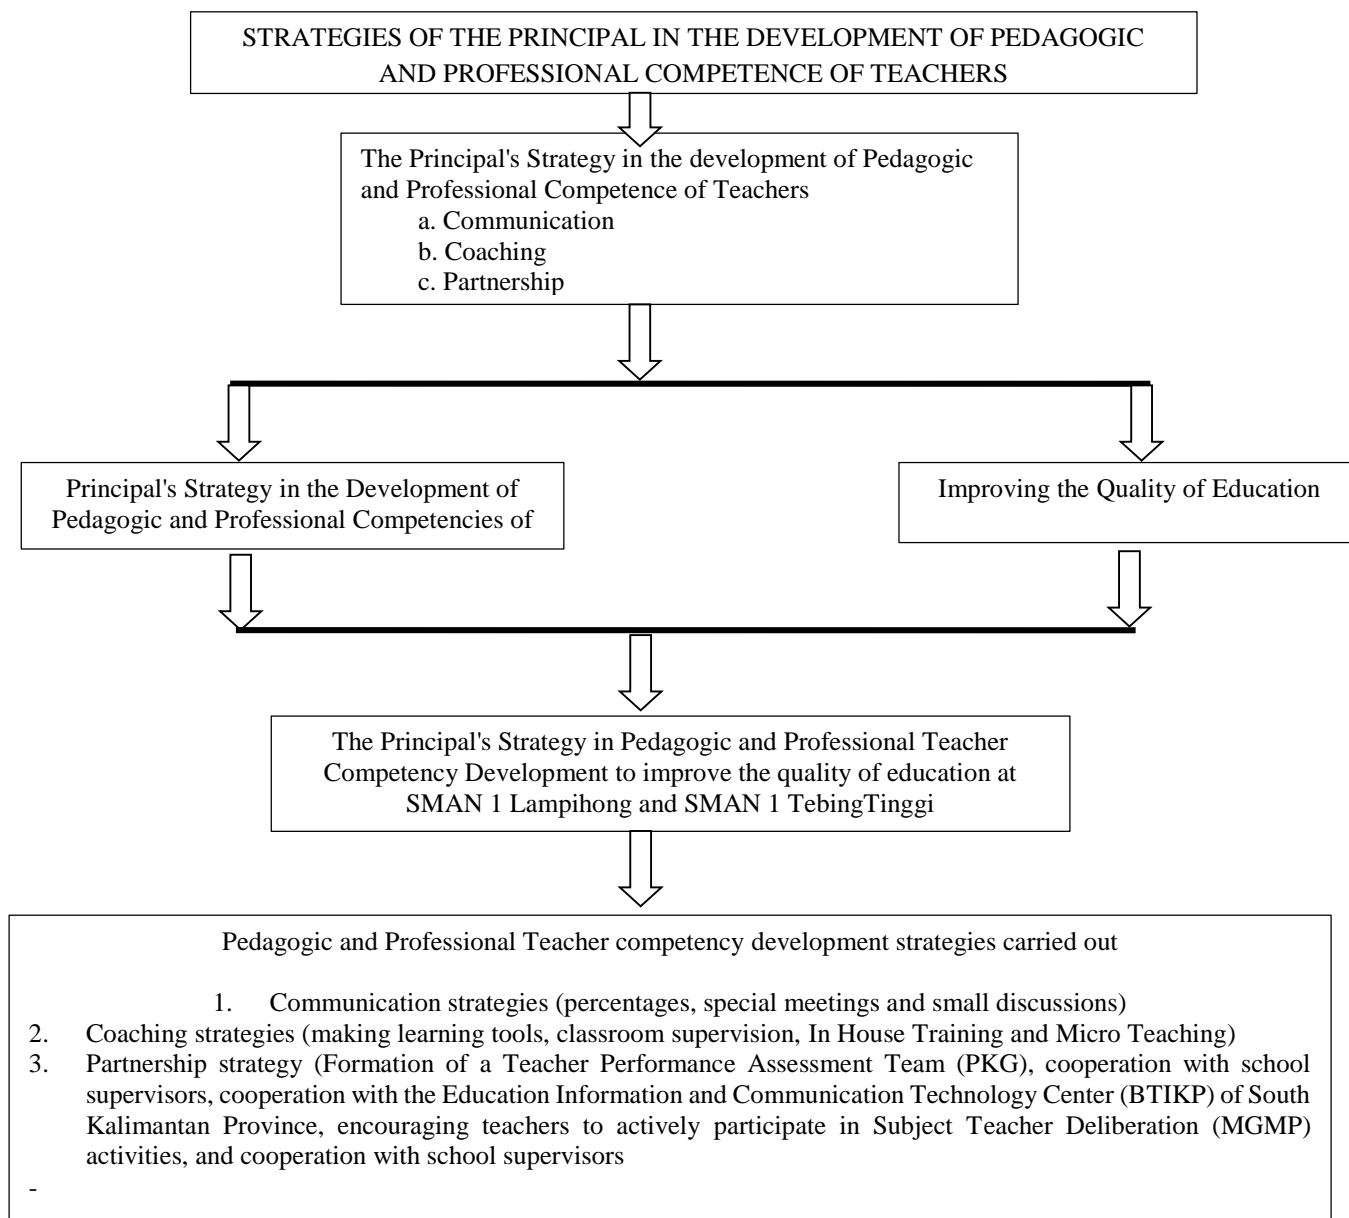 STRATEGIES OF THE PRINCIPAL IN THE DEVELOPMENT OF PEDAGOGIC
AND PROFESSIONAL COMPETENCE OF TEACHERS
The Principal's Strategy in the development of Pedagogic
and Professional Competence of Teachers
a. Communication
b. Coaching
c. Partnership
Principal's Strategy in the Development of
Pedagogic and Professional Competencies of
Improving the Quality of Education
The Principal's Strategy in Pedagogic and Professional Teacher
Competency Development to improve the quality of education at
SMAN 1 Lampihong and SMAN 1 TebingTinggi
Pedagogic and Professional Teacher competency development strategies carried out
1. Communication strategies (percentages, special meetings and small discussions)
2. Coaching strategies (making learning tools, classroom supervision, In House Training and Micro Teaching)
3. Partnership strategy (Formation of a Teacher Performance Assessment Team (PKG), cooperation with school
supervisors, cooperation with the Education Information and Communication Technology Center (BTIKP) of South
Kalimantan Province, encouraging teachers to actively participate in Subject Teacher Deliberation (MGMP)
activities, and cooperation with school supervisors
-